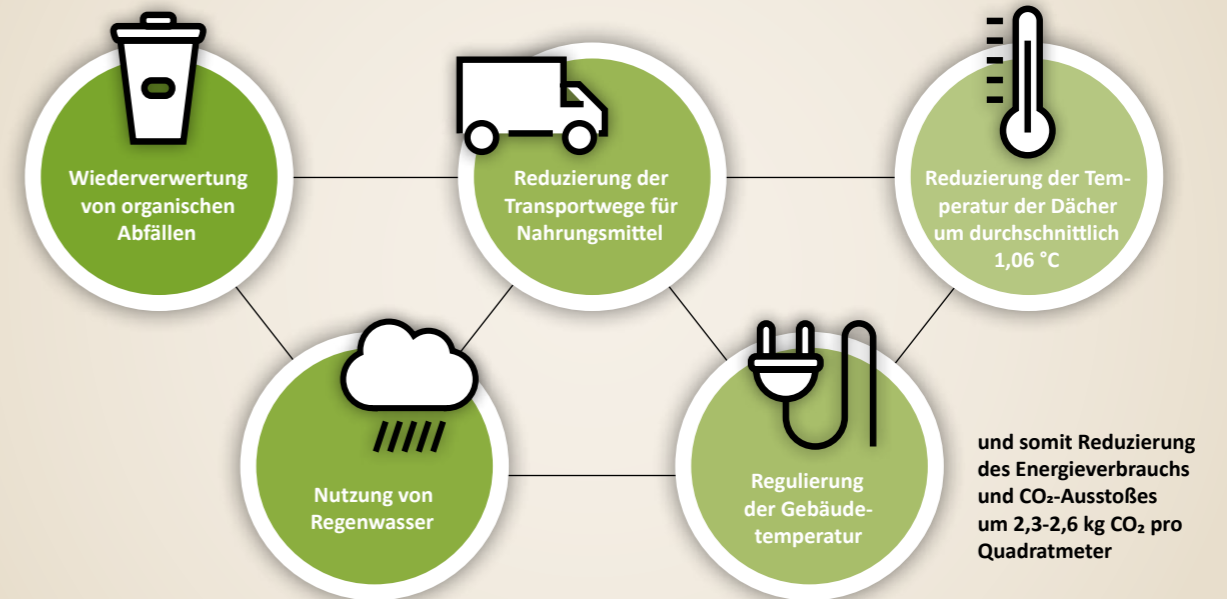 Wiederverwertung
von organischen
Abfällen
Reduzierung der
Transportwege für
Nahrungsmittel
Reduzierung der Tem-
peratur der Dächer
um durchschnittlich
1,06 °C
Nutzung von
Regenwasser
Regulierung
der Gebäude-
temperatur
und somit Reduzierung
des Energieverbrauchs
und CO₂-Ausstoßes
um 2,3-2,6 kg CO₂ pro
Quadratmeter